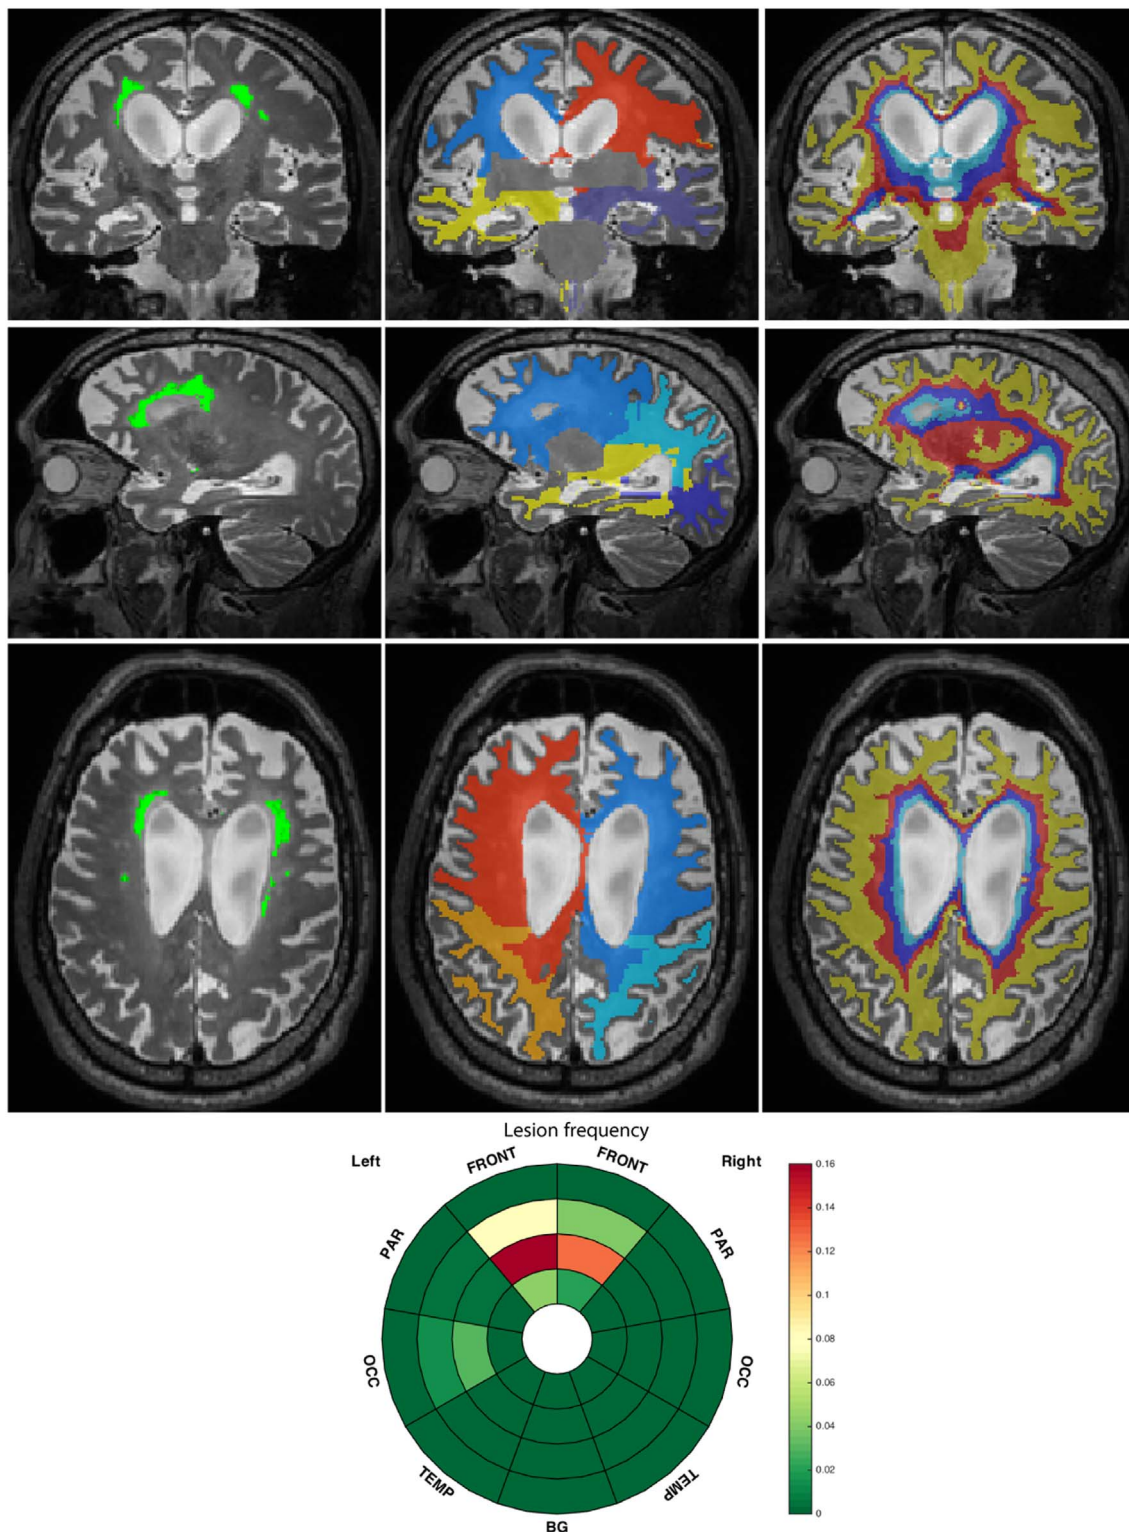 Lesion frequency
Left
FRONT
FRONT
Right
PAR
PAR
OCC
OCC
TEMP
TEMP
BG
0.16
0.14
0.12
0.1
0.08
0.06
0.04
0.02
0